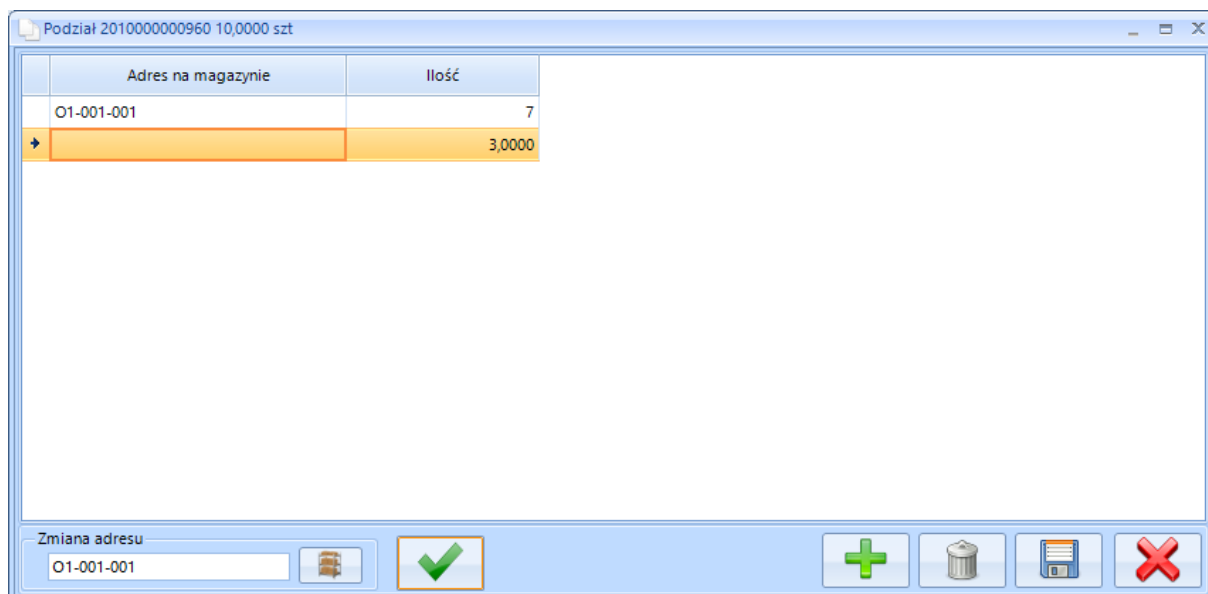 Podział 2010000000960 10,0000 szt
Adres na magazynie Ilość
O1-001-001 7
3,0000
Zmiana adresu
O1-001-001